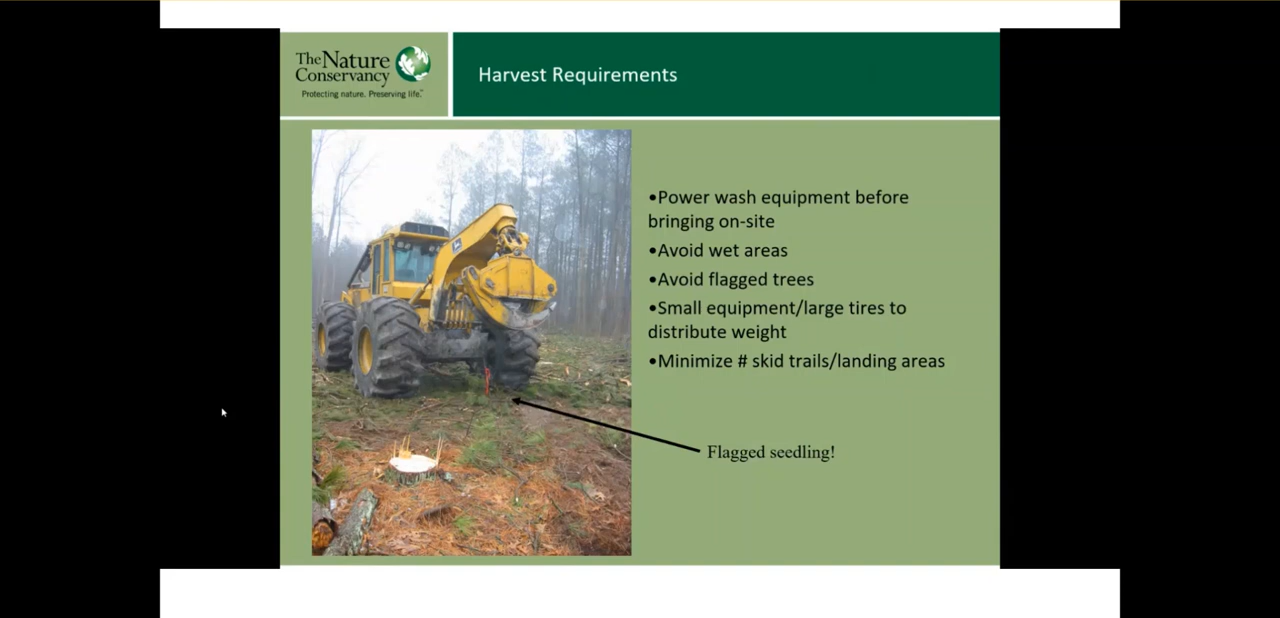 The Nature
Conservancy
Protecting nature. Preserving life.™
Harvest Requirements
•Power wash equipment before
bringing on-site
•Avoid wet areas
•Avoid flagged trees
•Small equipment/large tires to
distribute weight
•Minimize # skid trails/landing areas
Flagged seedling!